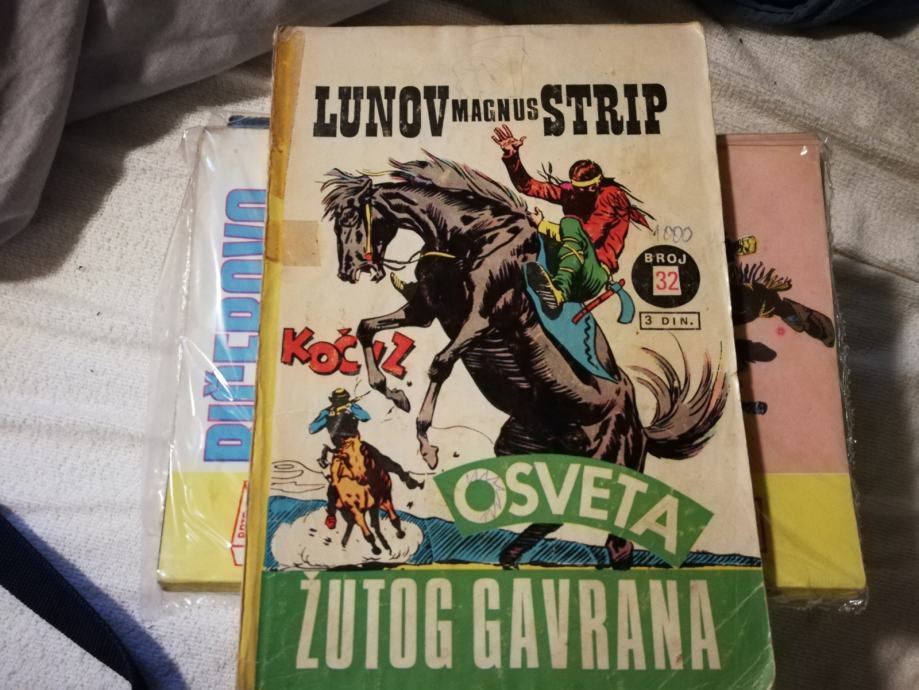 LUNOV MAGNUS STRIP
1000
BROJ
32
3 DIN.
KOČIZ
OSVETA
ŽUTOG GAVRANA